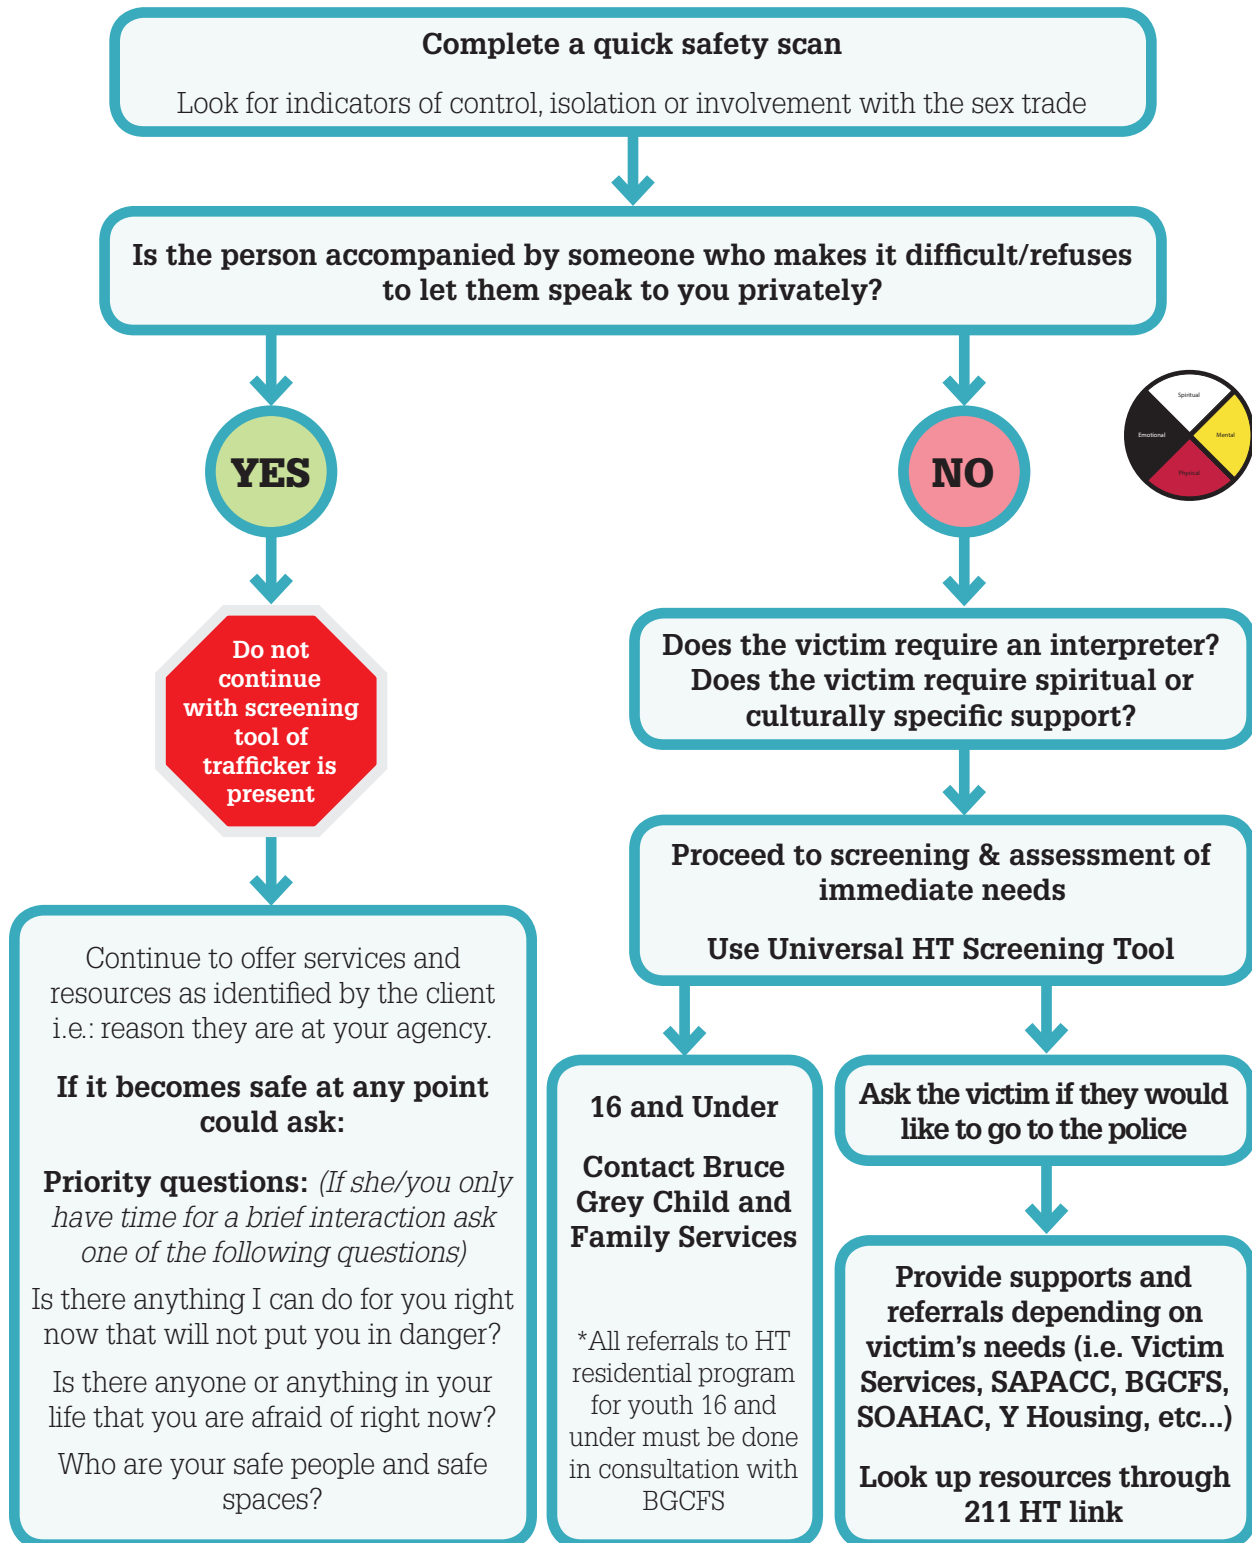 Complete a quick safety scan
Look for indicators of control, isolation or involvement with the sex trade
Is the person accompanied by someone who makes it difficult/refuses
to let them speak to you privately?
YES
NO
Spiritual
Emotional
Mental
Physical
Do not
continue
with screening
tool of
trafficker is
present
Continue to offer services and
resources as identified by the client
i.e.: reason they are at your agency.
If it becomes safe at any point
could ask:
Priority questions: (If she/you only
have time for a brief interaction ask
one of the following questions)
Is there anything I can do for you right
now that will not put you in danger?
Is there anyone or anything in your
life that you are afraid of right now?
Who are your safe people and safe
spaces?
Does the victim require an interpreter?
Does the victim require spiritual or
culturally specific support?
Proceed to screening & assessment of
immediate needs
Use Universal HT Screening Tool
16 and Under
Contact Bruce
Grey Child and
Family Services
*All referrals to HT
residential program
for youth 16 and
under must be done
in consultation with
BGCFS
Ask the victim if they would
like to go to the police
Provide supports and
referrals depending on
victim's needs (i.e. Victim
Services, SAPACC, BGCFS,
SOAHAC, Y Housing, etc...)
Look up resources through
211 HT link